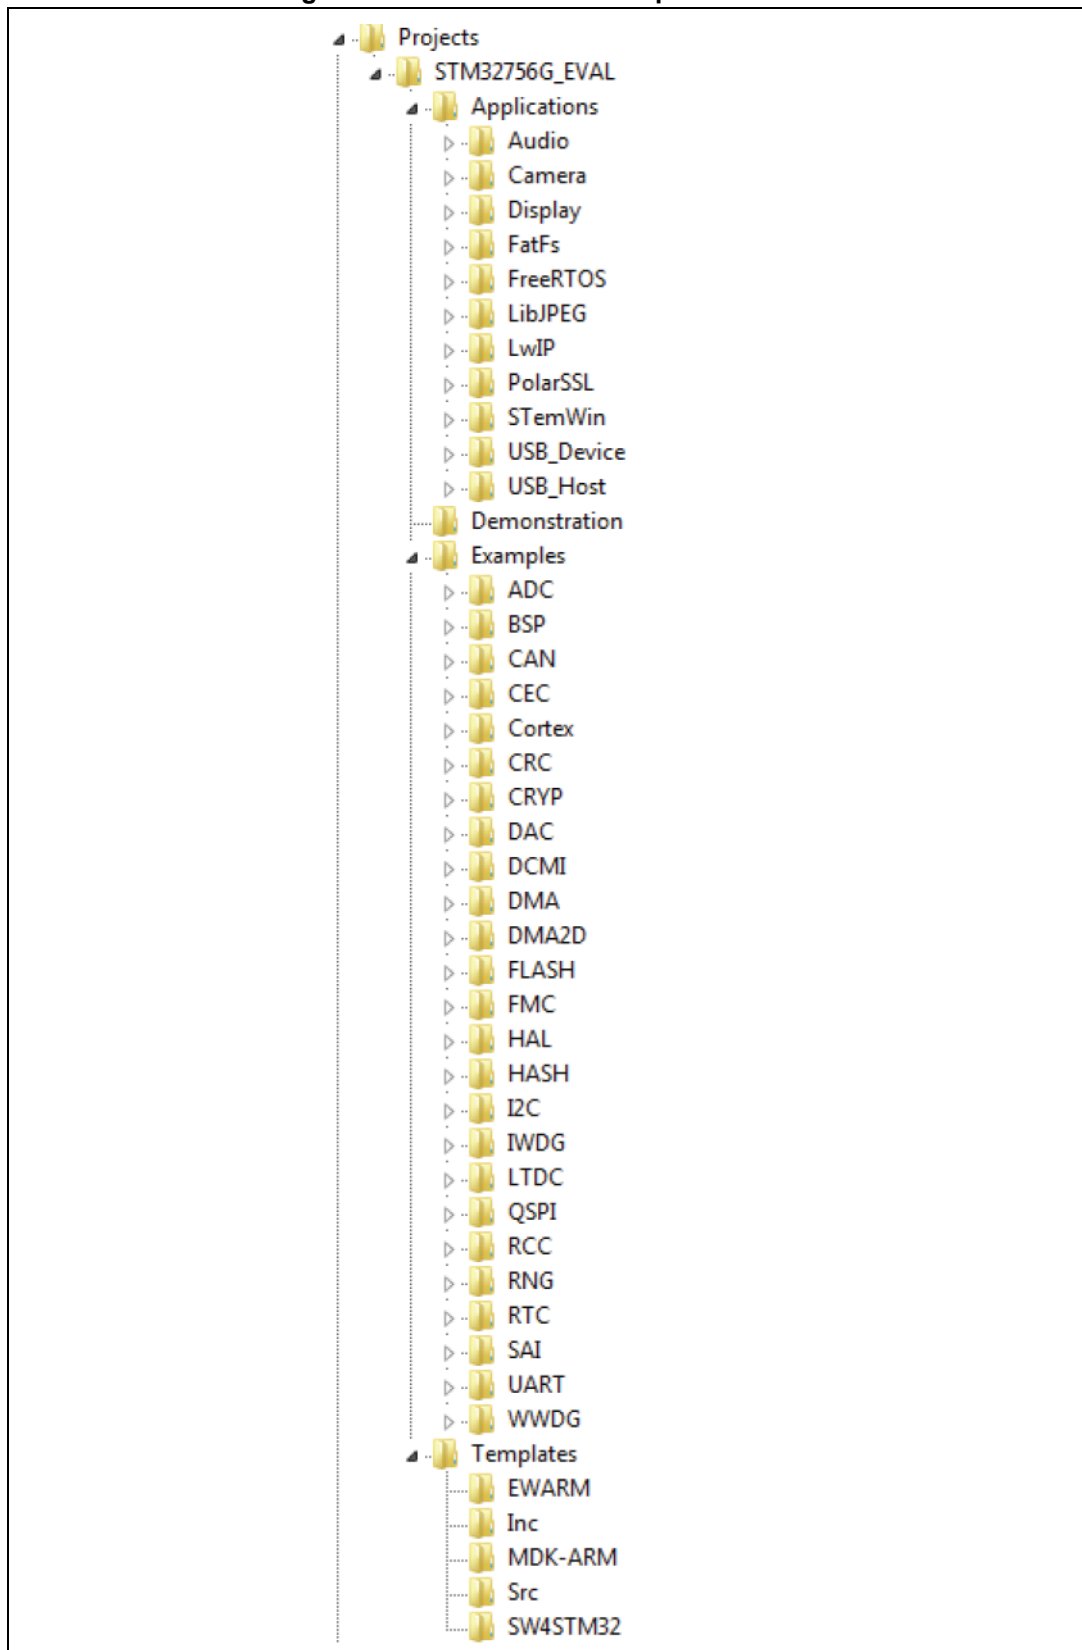 Projects
STM32756G_EVAL
Applications
Audio
Camera
Display
FatFs
FreeRTOS
LibJPEG
LwIP
PolarSSL
STemWin
USB_Device
USB_Host
Demonstration
Examples
ADC
BSP
CAN
CEC
Cortex
CRC
CRYP
DAC
DCMI
DMA
DMA2D
FLASH
FMC
HAL
HASH
I2C
IWDG
LTDC
QSPI
RCC
RNG
RTC
SAI
UART
WWDG
Templates
EWARM
Inc
MDK-ARM
Src
SW4STM32